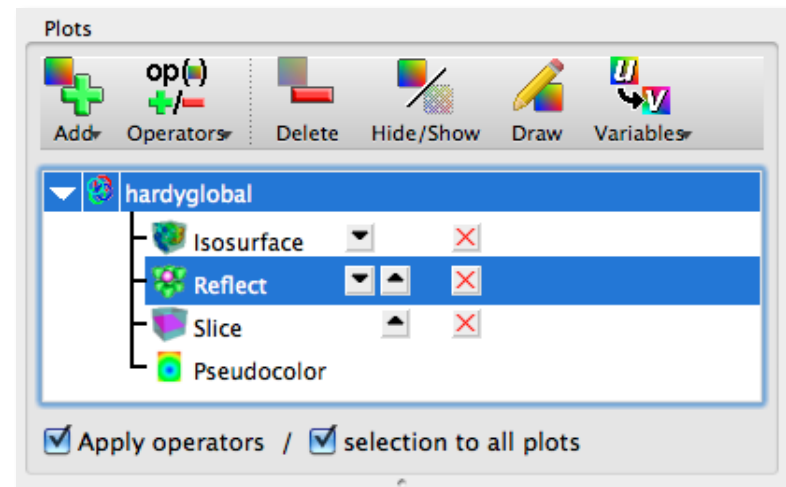 Plots
op( ) +/-
U V
Add Operators Delete Hide/Show Draw Variables
hardyglobal
Isosurface
Reflect
Slice
Pseudocolor
Apply operators / selection to all plots